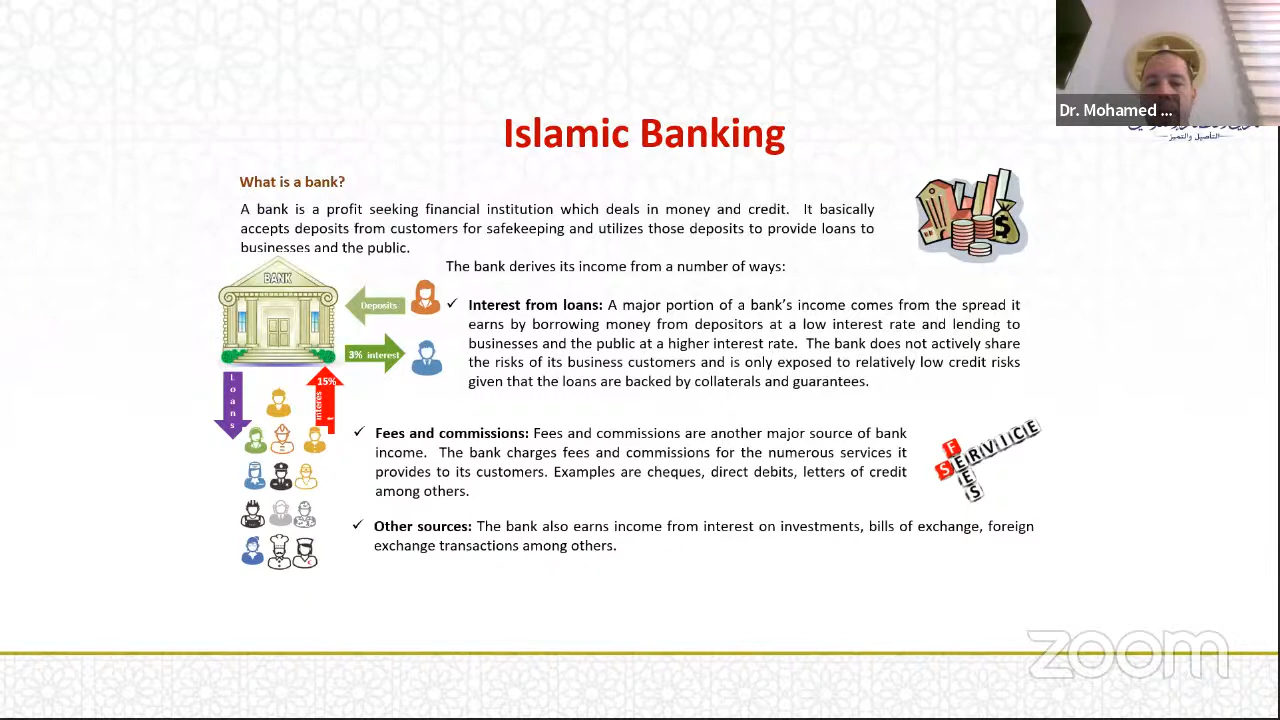 Dr. Mohamed ...
التأصيل والتميز
Islamic Banking
What is a bank?
A bank is a profit seeking financial institution which deals in money and credit. It basically
accepts deposits from customers for safekeeping and utilizes those deposits to provide loans to
businesses and the public.
The bank derives its income from a number of ways:
BANK
Deposits
3% interest
Loans
15%
✓ Interest from loans: A major portion of a bank's income comes from the spread it
earns by borrowing money from depositors at a low interest rate and lending to
businesses and the public at a higher interest rate. The bank does not actively share
the risks of its business customers and is only exposed to relatively low credit risks
given that the loans are backed by collaterals and guarantees.
✓ Fees and commissions: Fees and commissions are another major source of bank
income. The bank charges fees and commissions for the numerous services it
provides to its customers. Examples are cheques, direct debits, letters of credit
among others.
SERVICE
FEES
✓ Other sources: The bank also earns income from interest on investments, bills of exchange, foreign
exchange transactions among others.
zoom